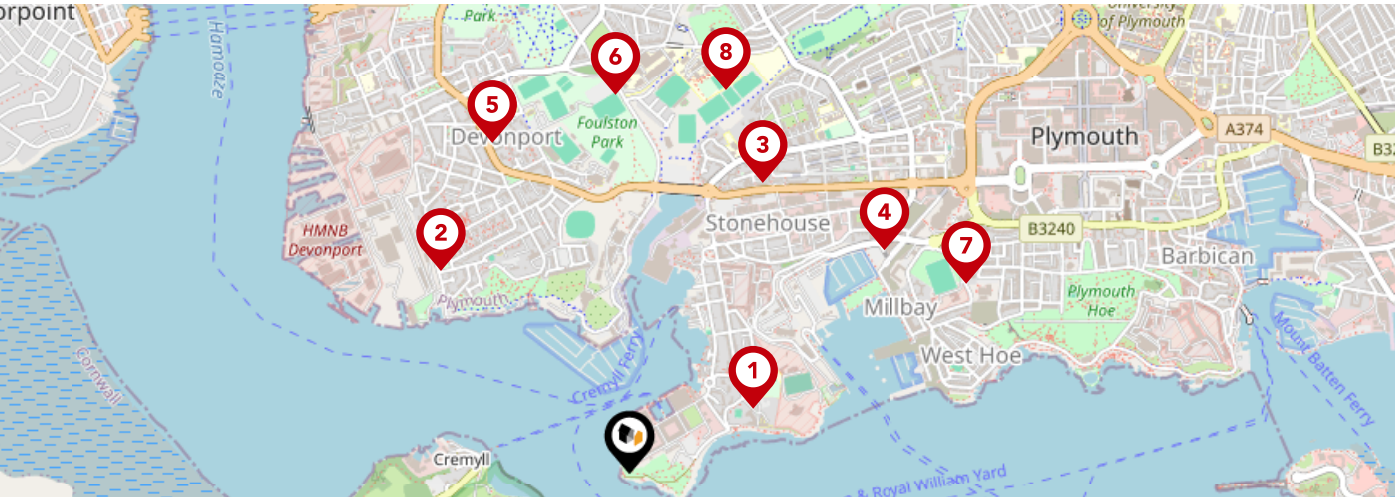 orpoint
Hamoaze
Park
University
of Plymouth
6
8
5
Devonport
Foulston
Park
3
Plymouth
A374
B32
2
HMNB
Devonport
Stonehouse
4
7
B3240
Barbican
Plymouth
Millbay
Plymouth
Hoe
West Hoe
Mount Batten Ferry
Cornwall
Cremyll Ferry
1
Cremyll
& Royal William Yard